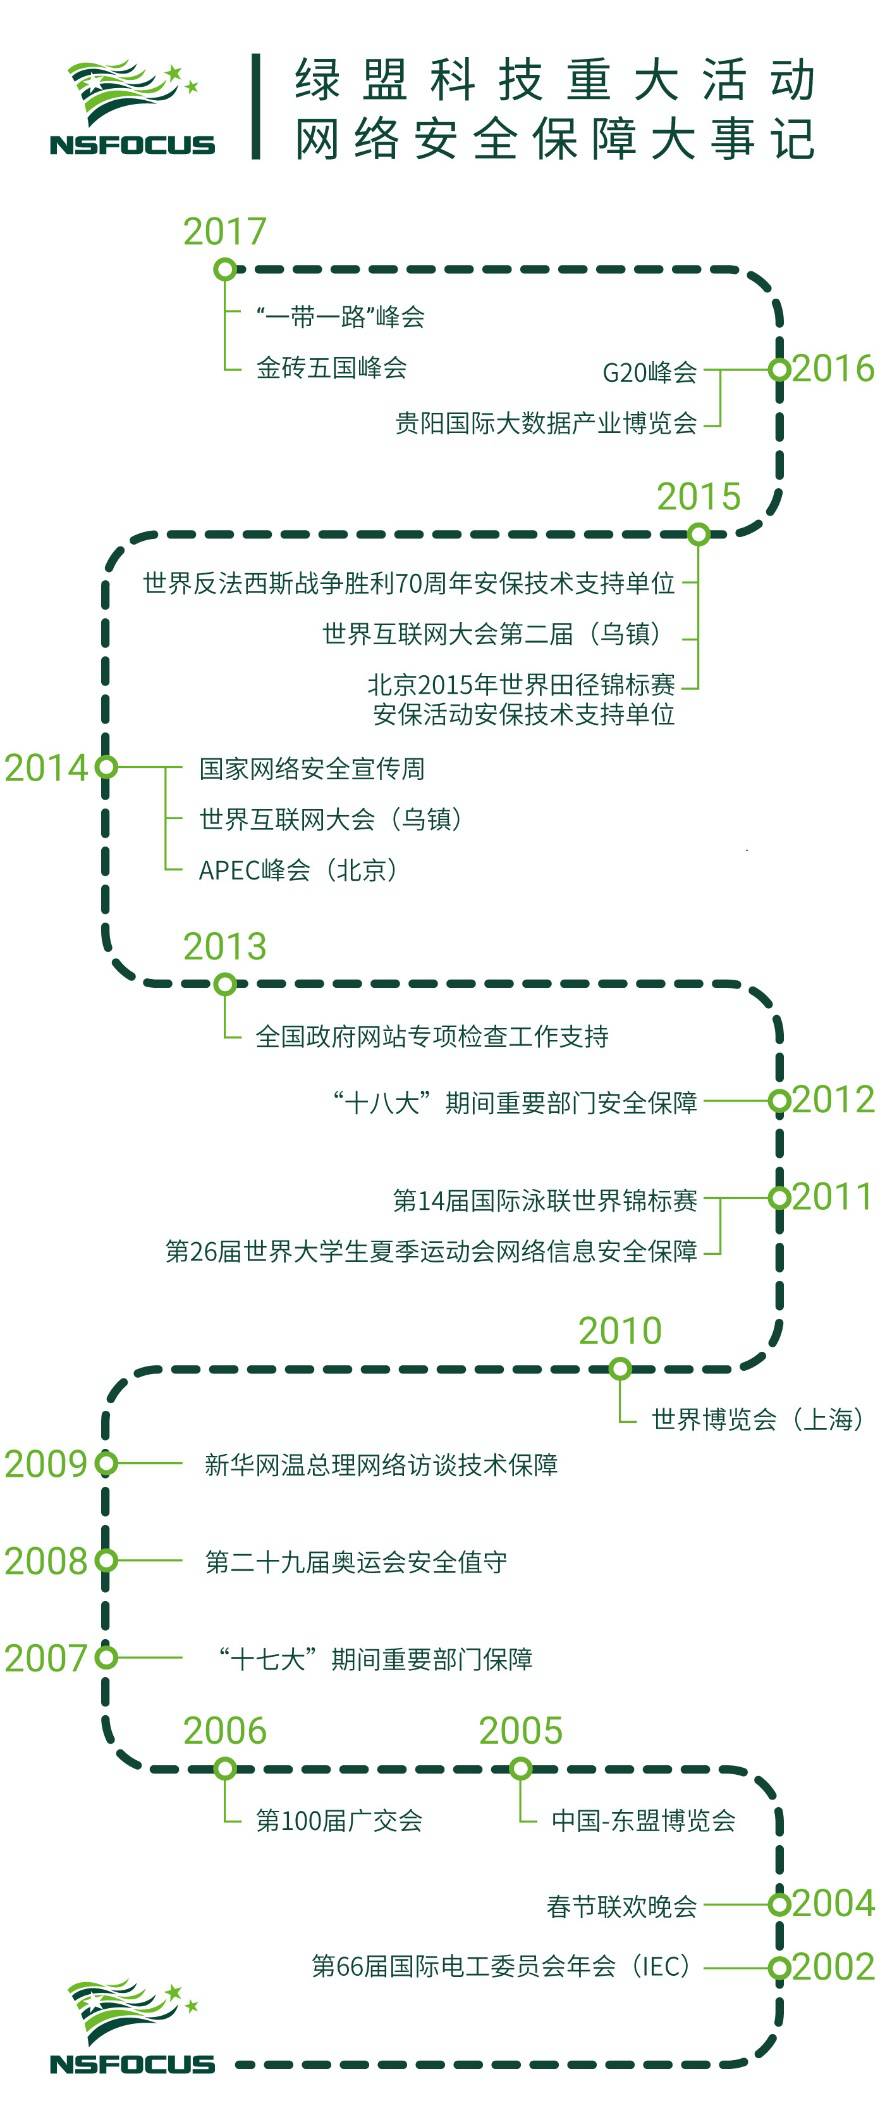 NSFOCUS
绿盟科技重大活动
网络安全保障大事记
2017
“一带一路”峰会
金砖五国峰会
2016
G20峰会
贵阳国际大数据产业博览会
2015
世界反法西斯战争胜利70周年安保技术支持单位
世界互联网大会第二届（乌镇）
北京2015年世界田径锦标赛
安保活动安保技术支持单位
2014
国家网络安全宣传周
世界互联网大会（乌镇）
APEC峰会（北京）
2013
全国政府网站专项检查工作支持
2012
“十八大”期间重要部门安全保障
2011
第14届国际泳联世界锦标赛
第26届世界大学生夏季运动会网络信息安全保障
2010
世界博览会（上海）
2009
新华网温总理网络访谈技术保障
2008
第二十九届奥运会安全值守
2007
“十七大”期间重要部门保障
2006
第100届广交会
2005
中国-东盟博览会
2004
春节联欢晚会
2002
第66届国际电工委员会年会（IEC）
NSFOCUS